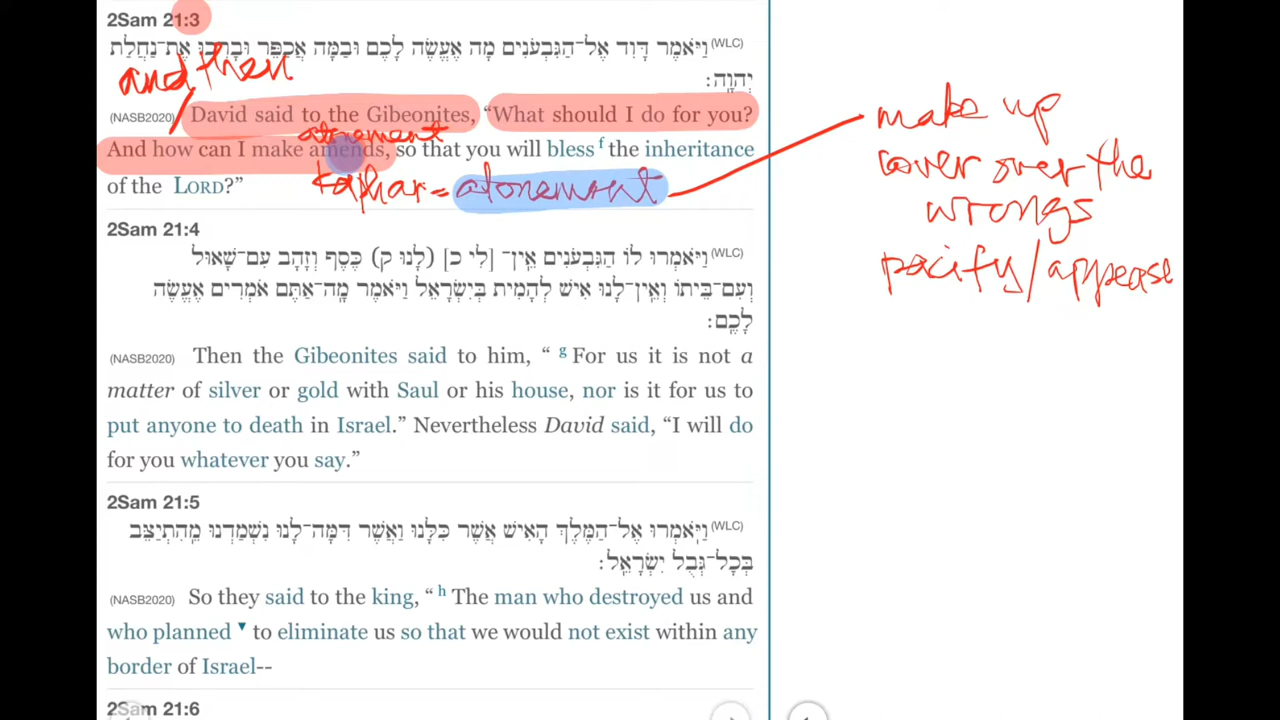 2Sam 21:3
(WLC) וַיֹּאמֶר דָּוִד אֶל־הַגִּבְעֹנִים מָה אֶעֱשֶׂה לָכֶם וּבַמָּה אֲכַפֵּר וּבָרְכוּ אֶת־נַחֲלַת
יְהוָה׃
and then
(NASB2020) David said to the Gibeonites, “What should I do for you?
atonement
And how can I make amends, so that you will bless f the inheritance
of the LORD?”
kaphar = atonement
make up
cover over the
wrongs
pacify/appease
2Sam 21:4
(WLC) וַיֹּאמְרוּ לוֹ הַגִּבְעֹנִים אֵין־ [לִי כ] (לָנוּ ק) כֶּסֶף וְזָהָב עִם־שָׁאוּל
וְעִם־בֵּיתוֹ וְאֵין־לָנוּ אִישׁ לְהָמִית בְּיִשְׂרָאֵל וַיֹּאמֶר מָה־אַתֶּם אֹמְרִים אֶעֱשֶׂה
לָכֶם׃
(NASB2020) Then the Gibeonites said to him, “ g For us it is not a
matter of silver or gold with Saul or his house, nor is it for us to
put anyone to death in Israel.” Nevertheless David said, “I will do
for you whatever you say.”
2Sam 21:5
(WLC) וַיֹּאמְרוּ אֶל־הַמֶּלֶךְ הָאִישׁ אֲשֶׁר כִּלָּנוּ וַאֲשֶׁר דִּמָּה־לָנוּ נִשְׁמַדְנוּ מֵהִתְיַצֵּב
בְּכָל־גְּבֻל יִשְׂרָאֵל׃
(NASB2020) So they said to the king, “ h The man who destroyed us and
who planned ▼ to eliminate us so that we would not exist within any
border of Israel--
2Sam 21:6